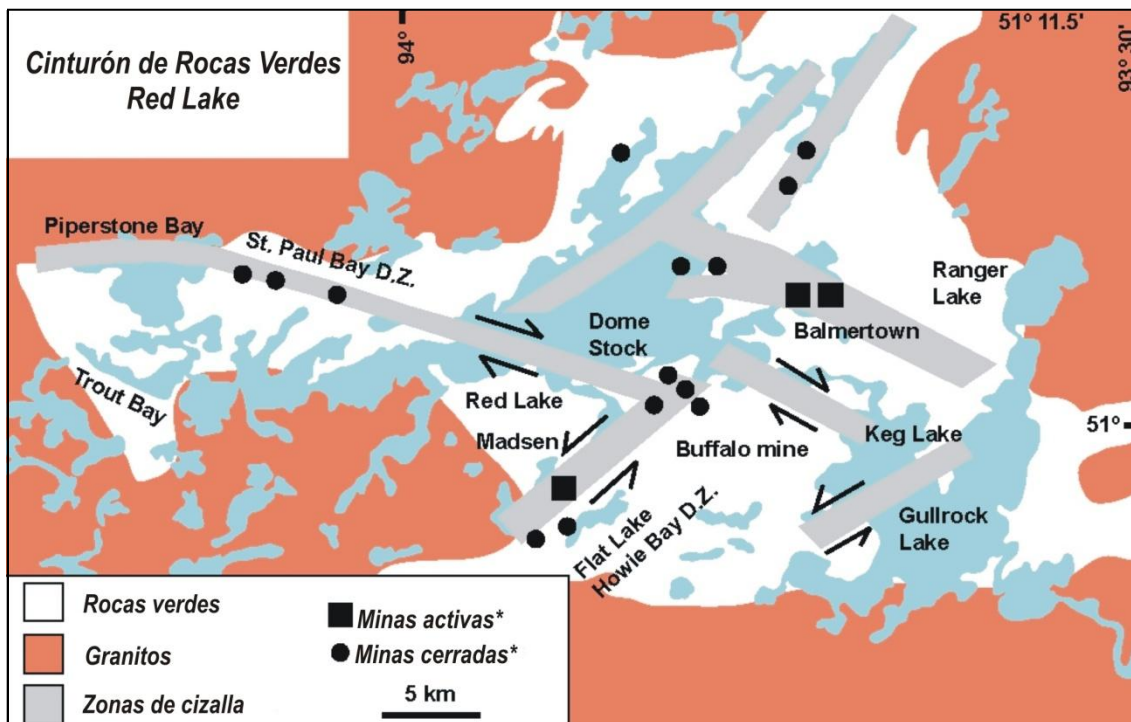 Cinturón de Rocas Verdes
Red Lake
94°
51° 11.5'
93° 30'
Piperstone Bay
St. Paul Bay D.Z.
Ranger
Lake
Dome
Stock
Balmertown
Trout Bay
Red Lake
Madsen
Buffalo mine
Keg Lake
51°
Flat Lake
Howie Bay D.Z.
Gullrock
Lake
Rocas verdes
Granitos
Zonas de cizalla
Minas activas*
Minas cerradas*
5 km